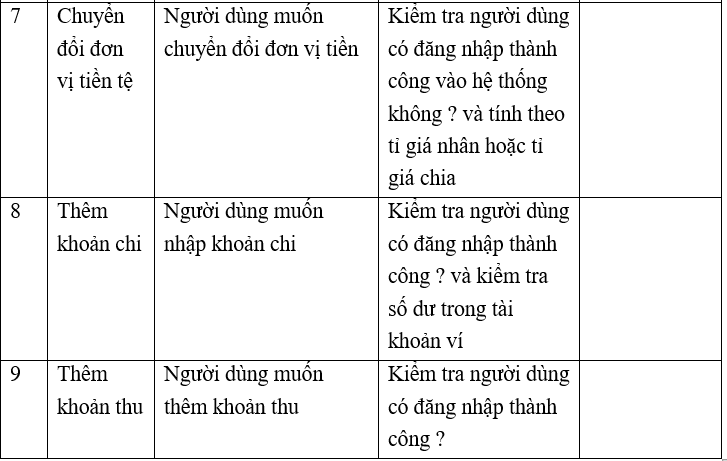 7
Chuyển
đổi đơn
vị tiền tệ
Người dùng muốn
chuyển đổi đơn vị tiền
Kiểm tra người dùng
có đăng nhập thành
công vào hệ thống
không ? và tính theo
tỉ giá nhân hoặc tỉ
giá chia
8
Thêm
khoản chi
Người dùng muốn
nhập khoản chi
Kiểm tra người dùng
có đăng nhập thành
công ? và kiểm tra
số dư trong tài
khoản ví
9
Thêm
khoản thu
Người dùng muốn
thêm khoản thu
Kiểm tra người dùng
có đăng nhập thành
công ?